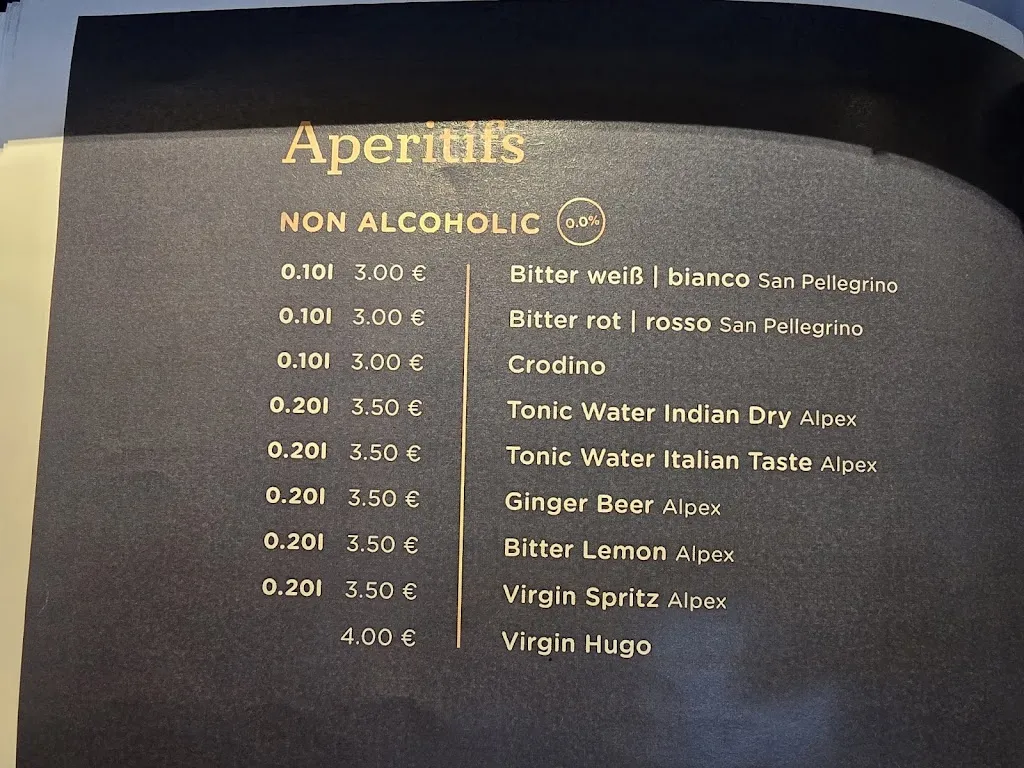 Aperitifs
NON ALCOHOLIC 0.0%
0.10l 3.00 € Bitter weiß | bianco San Pellegrino
0.10l 3.00 € Bitter rot | rosso San Pellegrino
0.10l 3.00 € Crodino
0.20l 3.50 € Tonic Water Indian Dry Alpex
0.20l 3.50 € Tonic Water Italian Taste Alpex
0.20l 3.50 € Ginger Beer Alpex
0.20l 3.50 € Bitter Lemon Alpex
0.20l 3.50 € Virgin Spritz Alpex
4.00 € Virgin Hugo